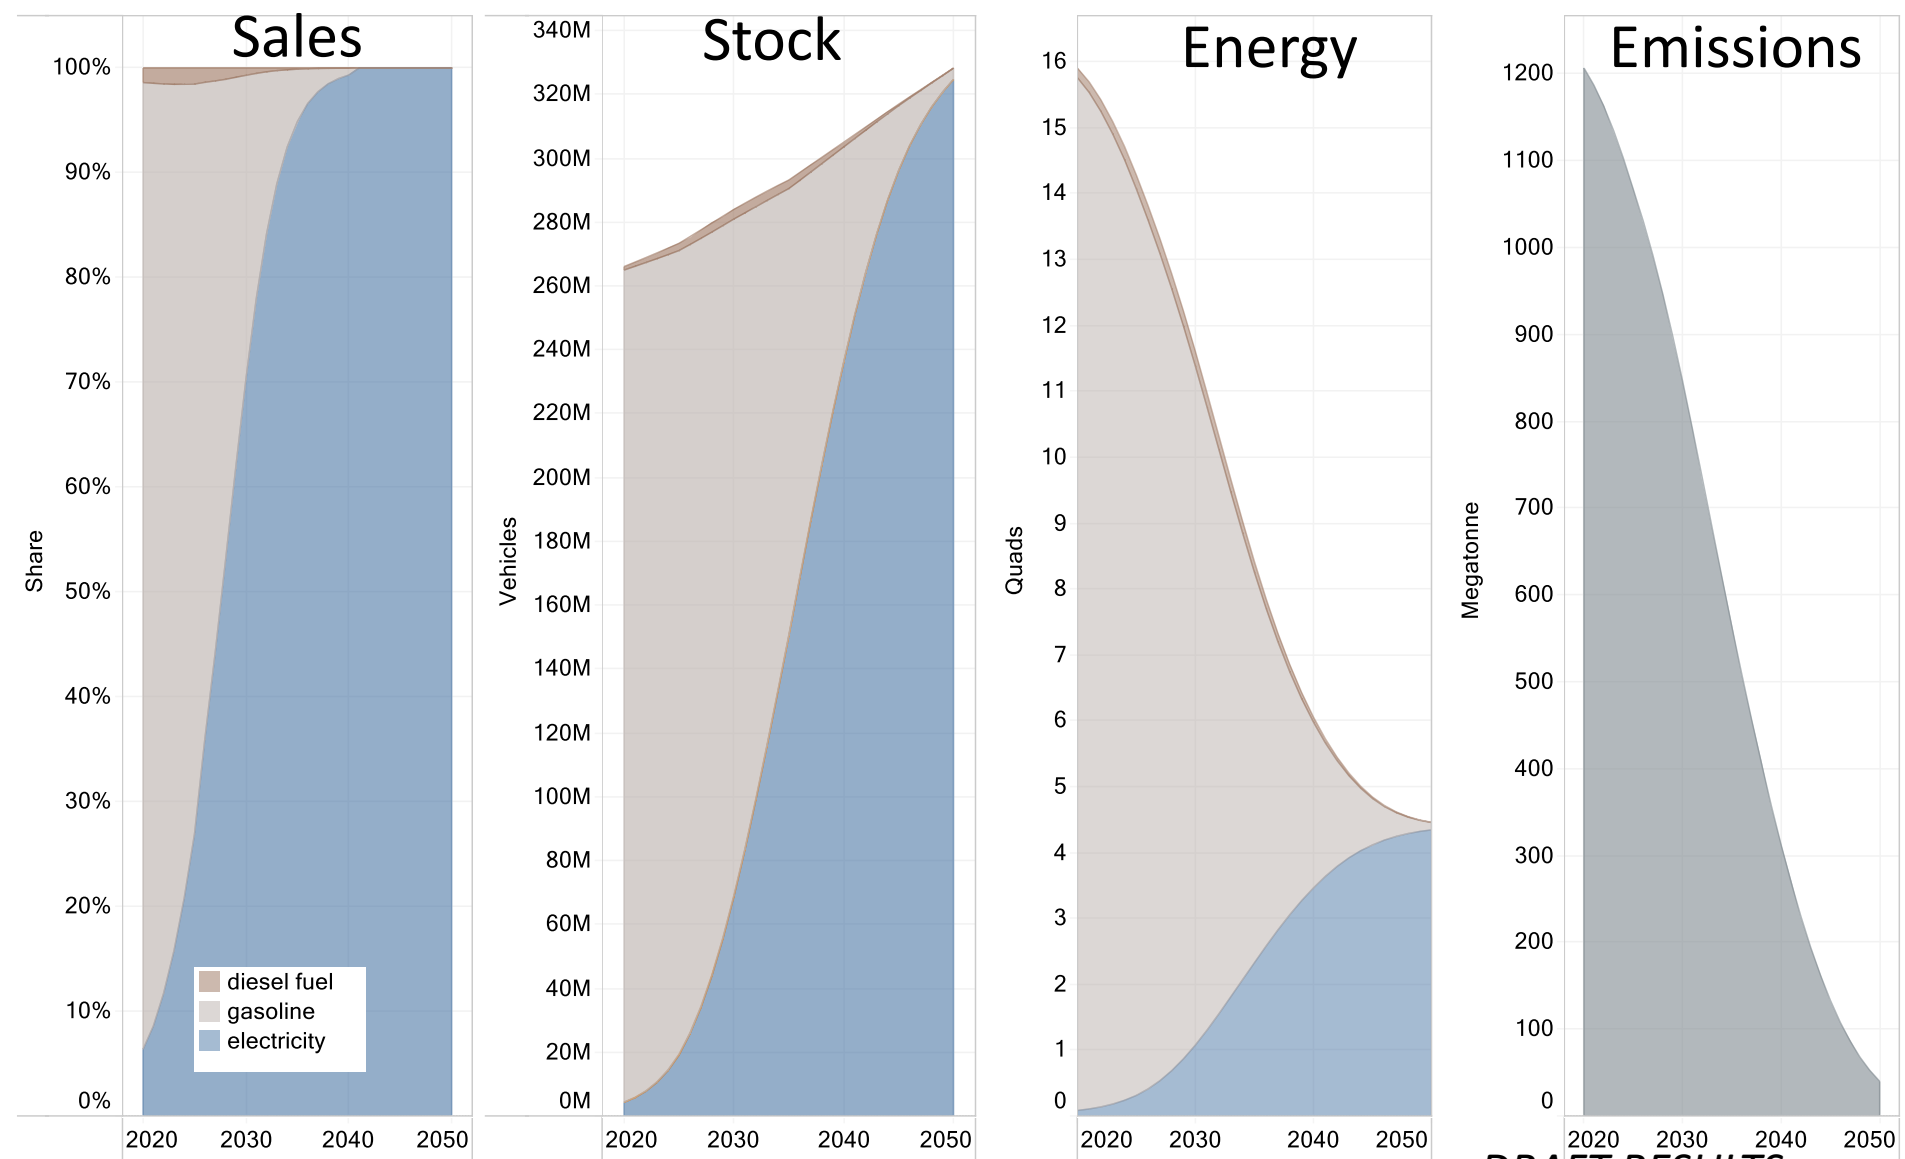 Sales
100%
90%
80%
70%
60%
50%
40%
30%
20%
10%
0%
Share
diesel fuel
gasoline
electricity
2020 2030 2040 2050
Stock
340M
320M
300M
280M
260M
240M
220M
200M
180M
160M
140M
120M
100M
80M
60M
40M
20M
0M
Vehicles
2020 2030 2040 2050
Energy
16
15
14
13
12
11
10
9
8
7
6
5
4
3
2
1
0
Quads
2020 2030 2040 2050
Emissions
1200
1100
1000
900
800
700
600
500
400
300
200
100
0
Megatonne
2020 2030 2040 2050
DRAFT RESULTS